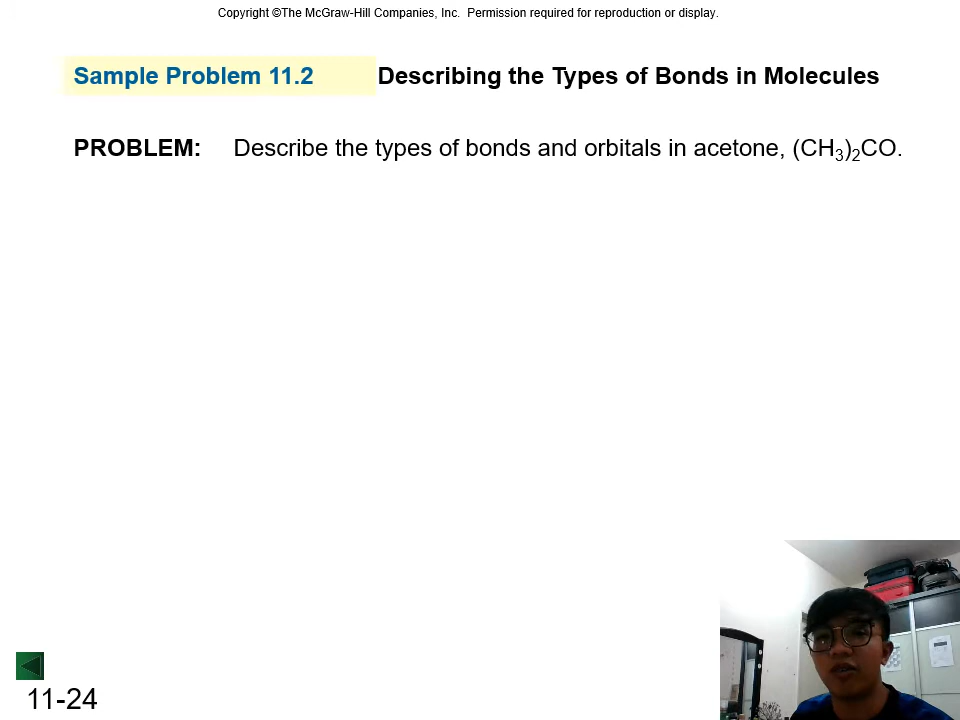 Copyright ©The McGraw-Hill Companies, Inc. Permission required for reproduction or display.
Sample Problem 11.2 Describing the Types of Bonds in Molecules
PROBLEM: Describe the types of bonds and orbitals in acetone, (CH₃)₂CO.
11-24